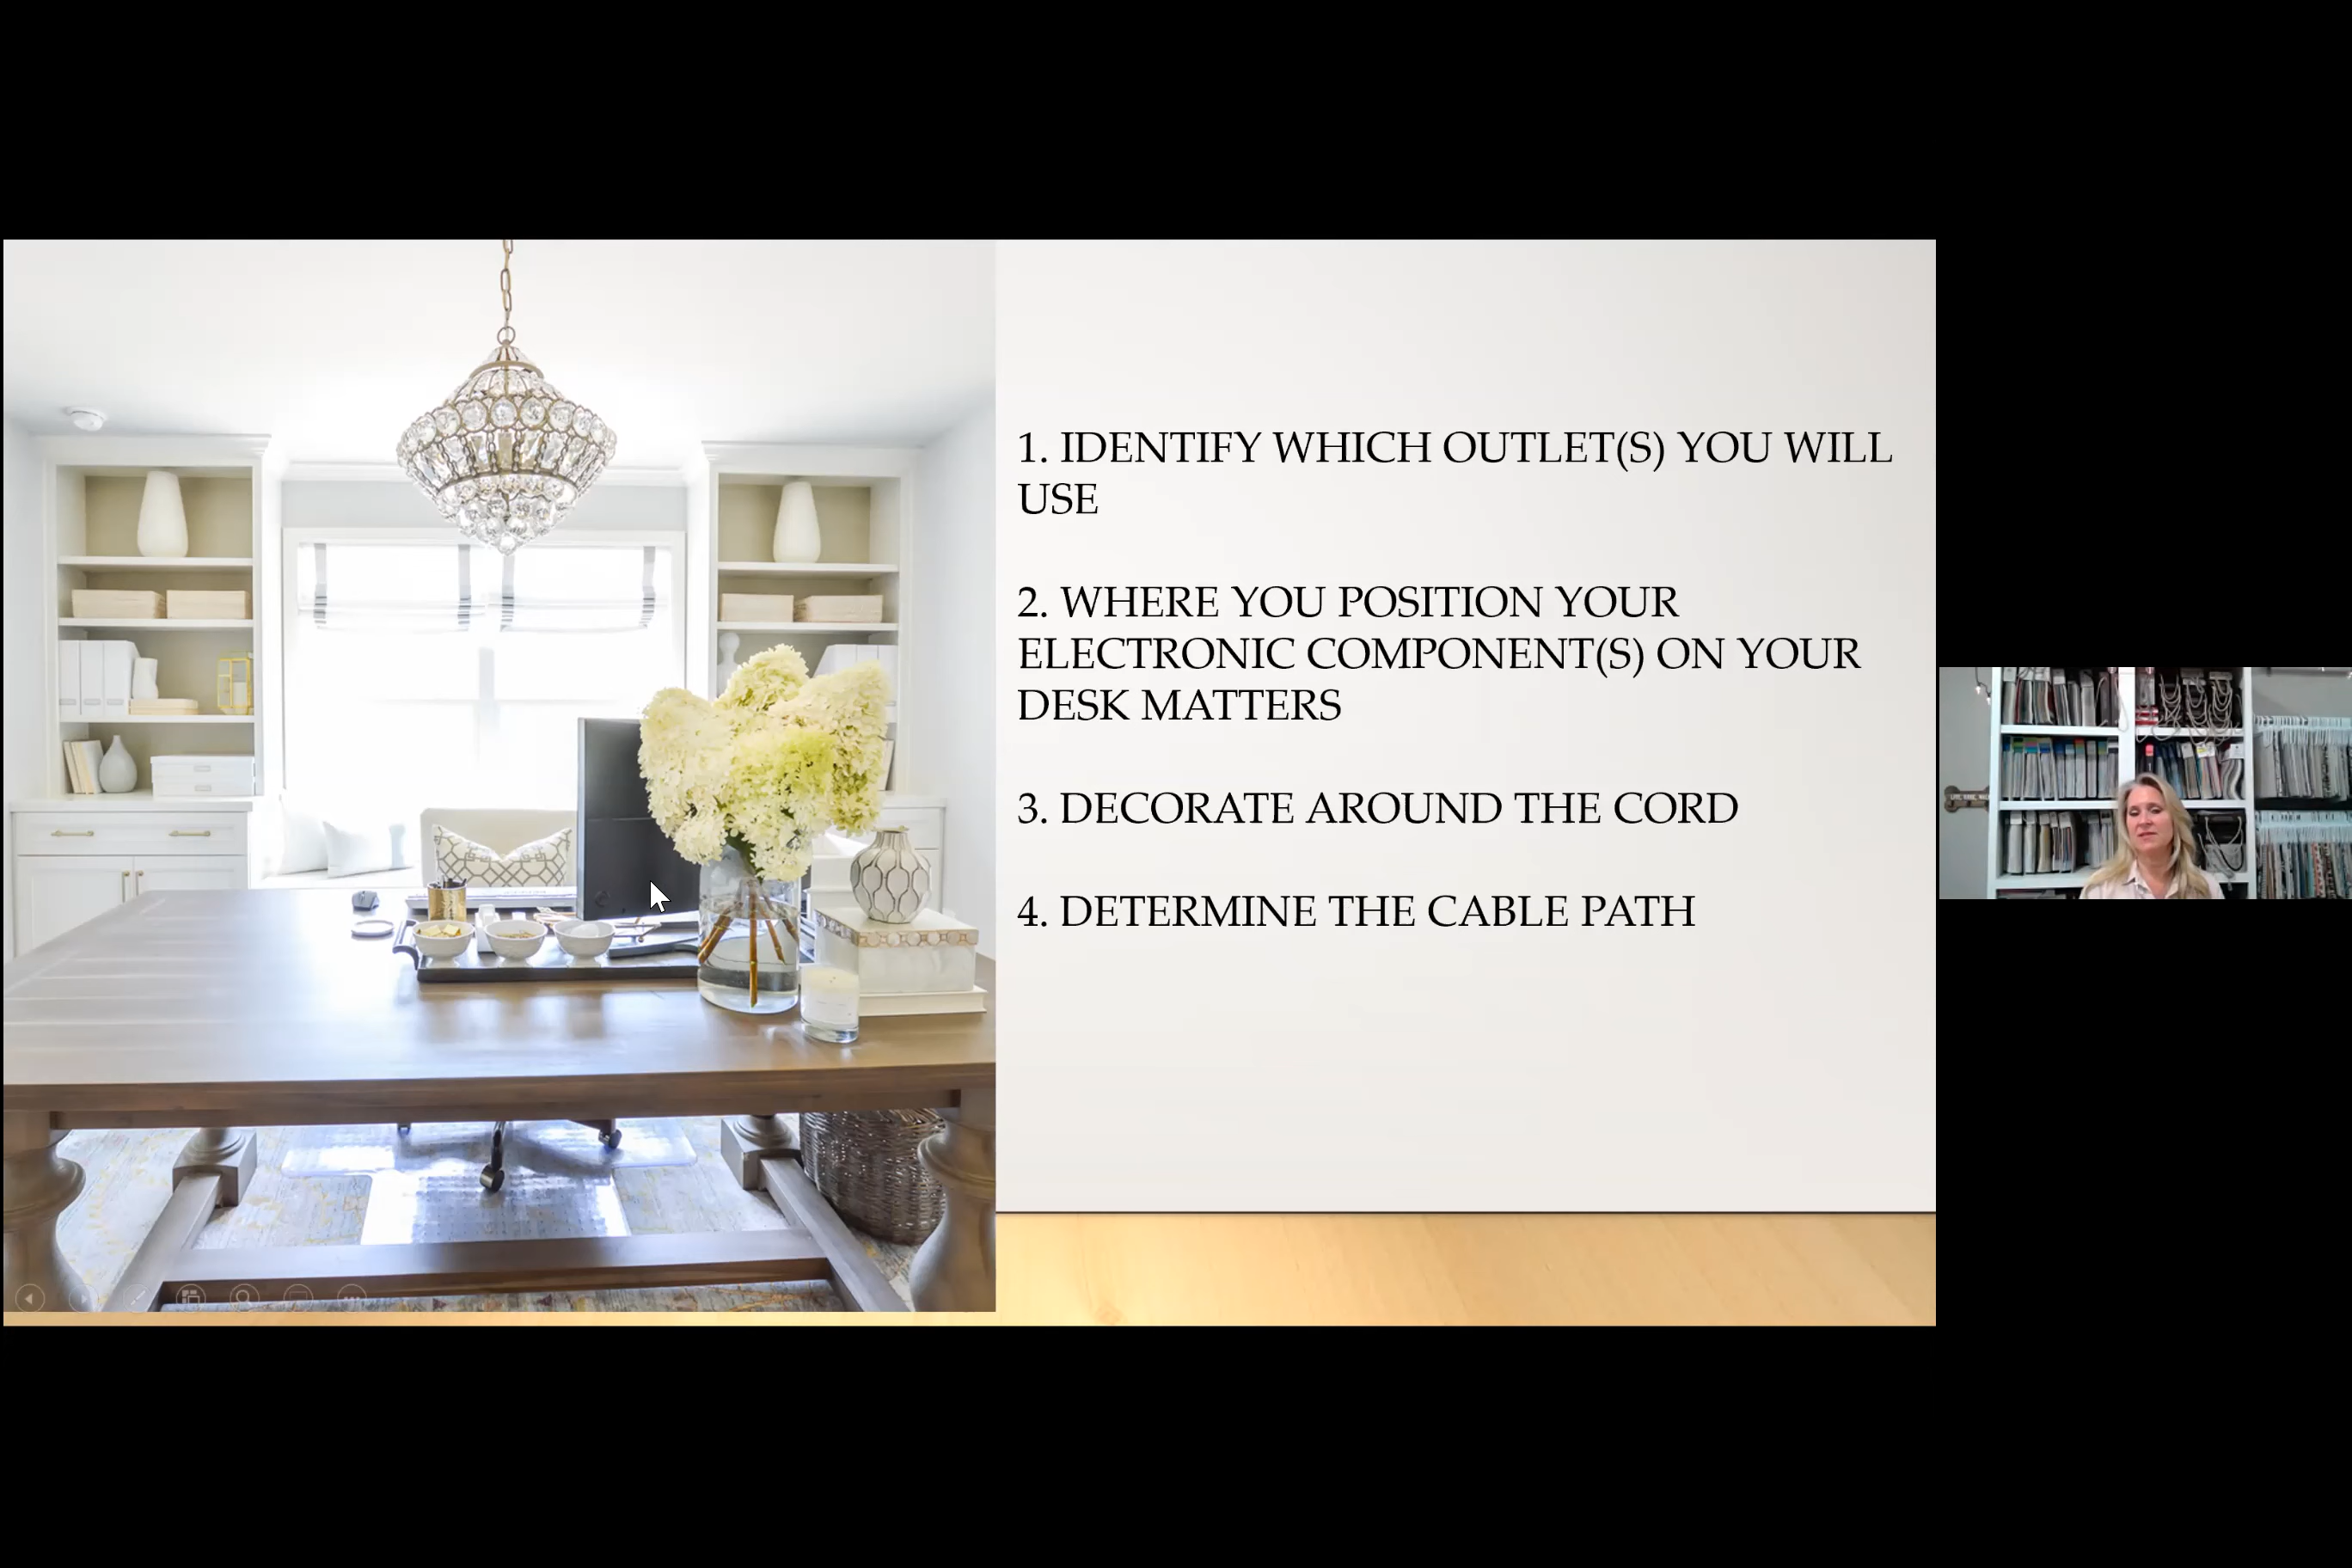 1. IDENTIFY WHICH OUTLET(S) YOU WILL
USE
2. WHERE YOU POSITION YOUR
ELECTRONIC COMPONENT(S) ON YOUR
DESK MATTERS
3. DECORATE AROUND THE CORD
4. DETERMINE THE CABLE PATH